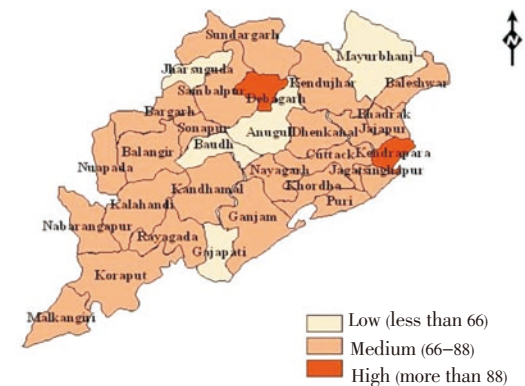 N
Sundargarh
Mayurbhanj
Jharsuguda
Sambalpur
Kendujhar
Baleshwar
Debagarh
Bargarh
Bhadrak
Sonapur
Anugul
Dhenkanal
Jajapur
Balangir
Baudh
Cuttack
Kendrapara
Nuapada
Nayagarh
Jagatsinghapur
Kandhamal
Khordha
Kalahandi
Puri
Ganjam
Nabarangapur
Rayagada
Gajapati
Koraput
Malkangiri
Low (less than 66)
Medium (66–88)
High (more than 88)